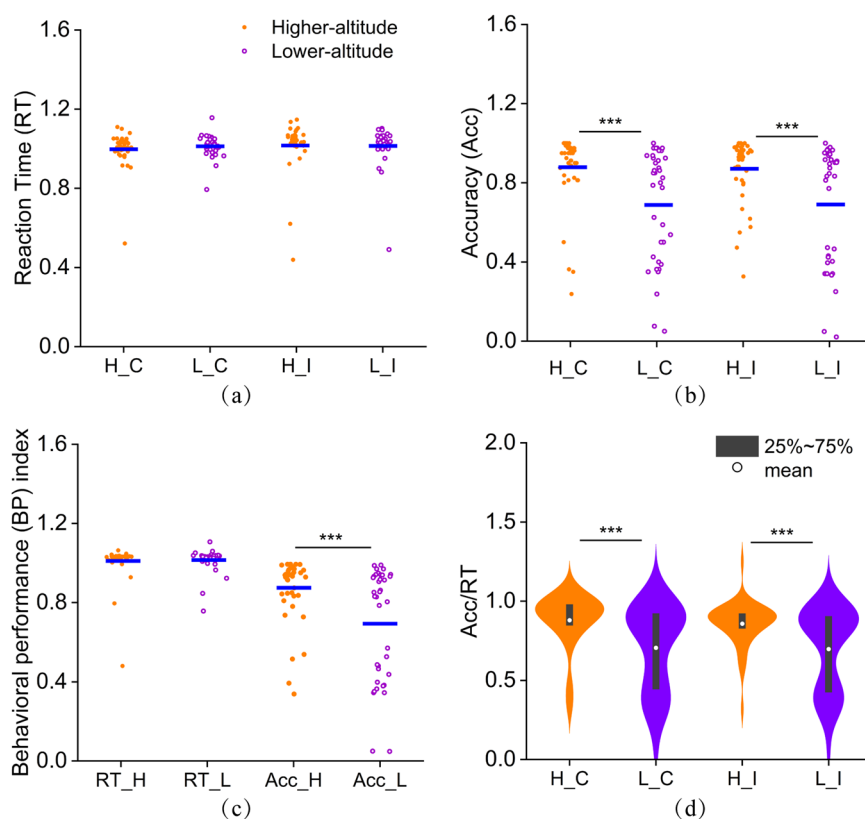 Reaction Time (RT)
1.6
1.2
0.8
0.4
0.0
Higher-altitude
Lower-altitude
H_C L_C H_I L_I
(a)
Accuracy (Acc)
1.6
1.2
0.8
0.4
0.0
*** ***
H_C L_C H_I L_I
(b)
Behavioral performance (BP) index
1.6
1.2
0.8
0.4
0.0
***
RT_H RT_L Acc_H Acc_L
(c)
Acc/RT
2.0
1.5
1.0
0.5
0.0
25%~75%
mean
*** ***
H_C L_C H_I L_I
(d)